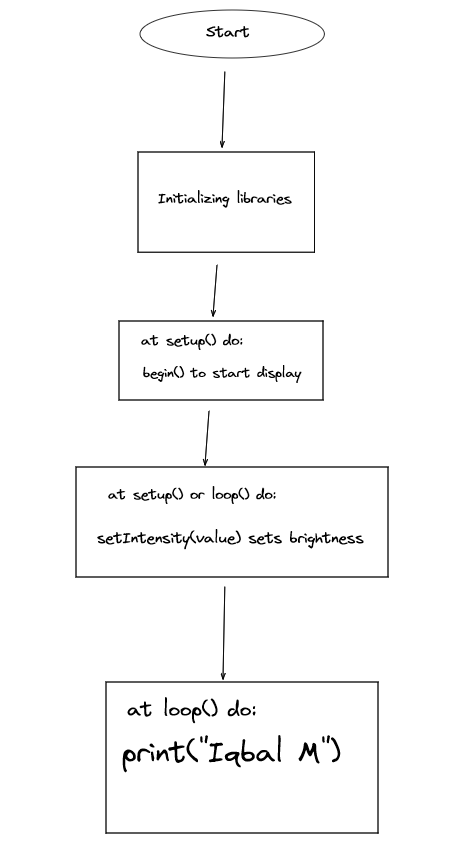 Start
Initializing libraries
at setup() do:
begin() to start display
at setup() or loop() do:
setIntensity(value) sets brightness
at loop() do:
print("Iqbal M")